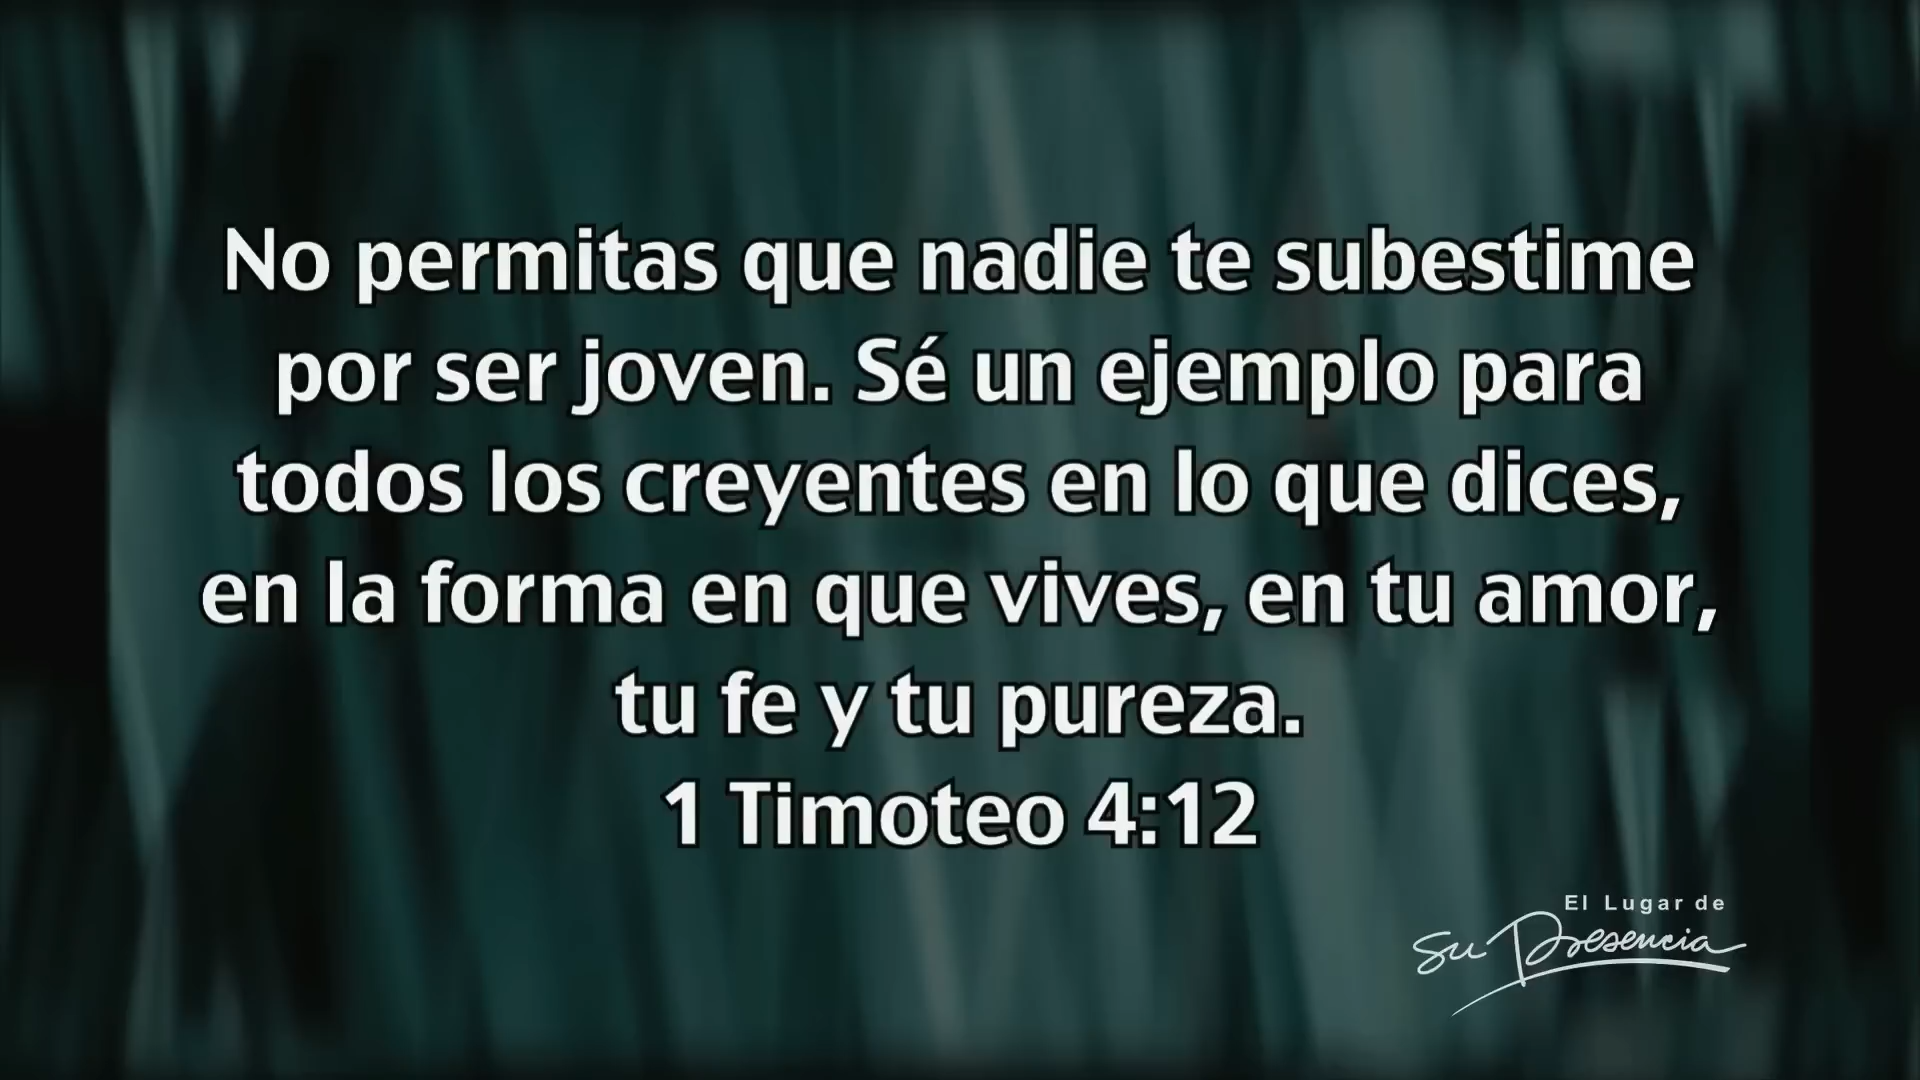 No permitas que nadie te subestime
por ser joven. Sé un ejemplo para
todos los creyentes en lo que dices,
en la forma en que vives, en tu amor,
tu fe y tu pureza.
1 Timoteo 4:12
El Lugar de
Su Presencia